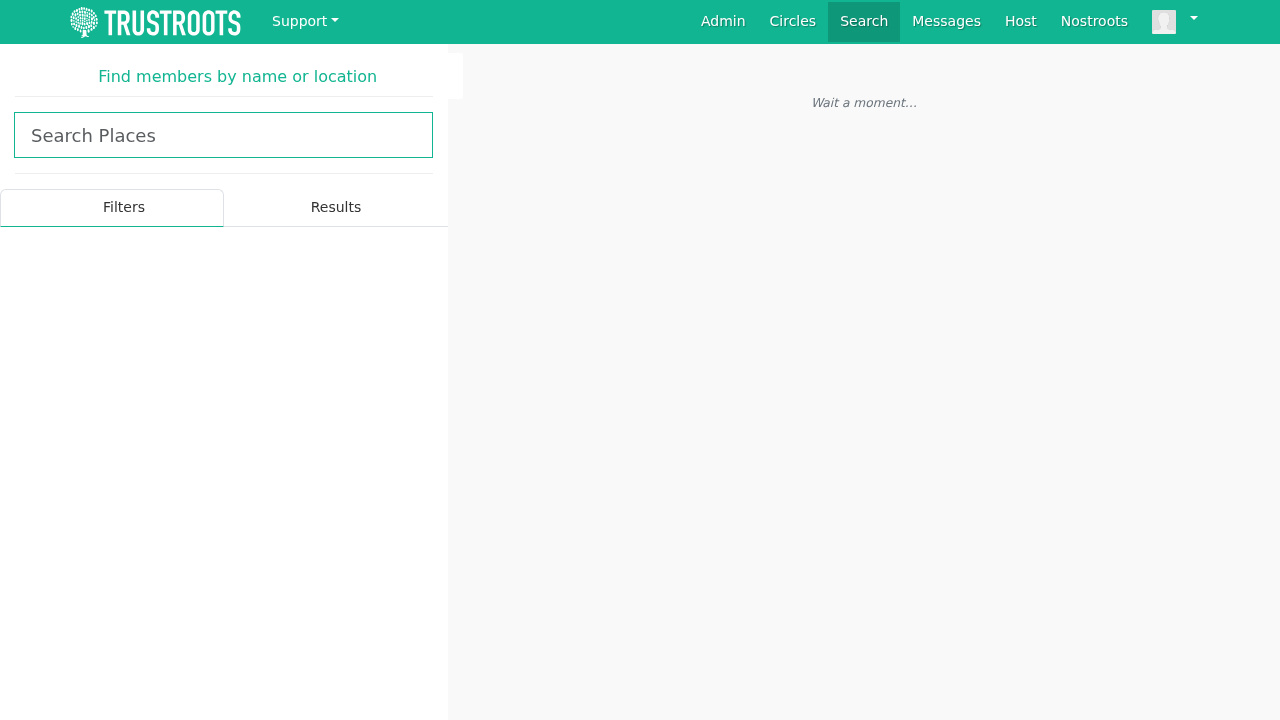 TRUSTROOTS
Support
Admin
Circles
Search
Messages
Host
Nostroots
Find members by name or location
Wait a moment...
Search Places
Filters
Results